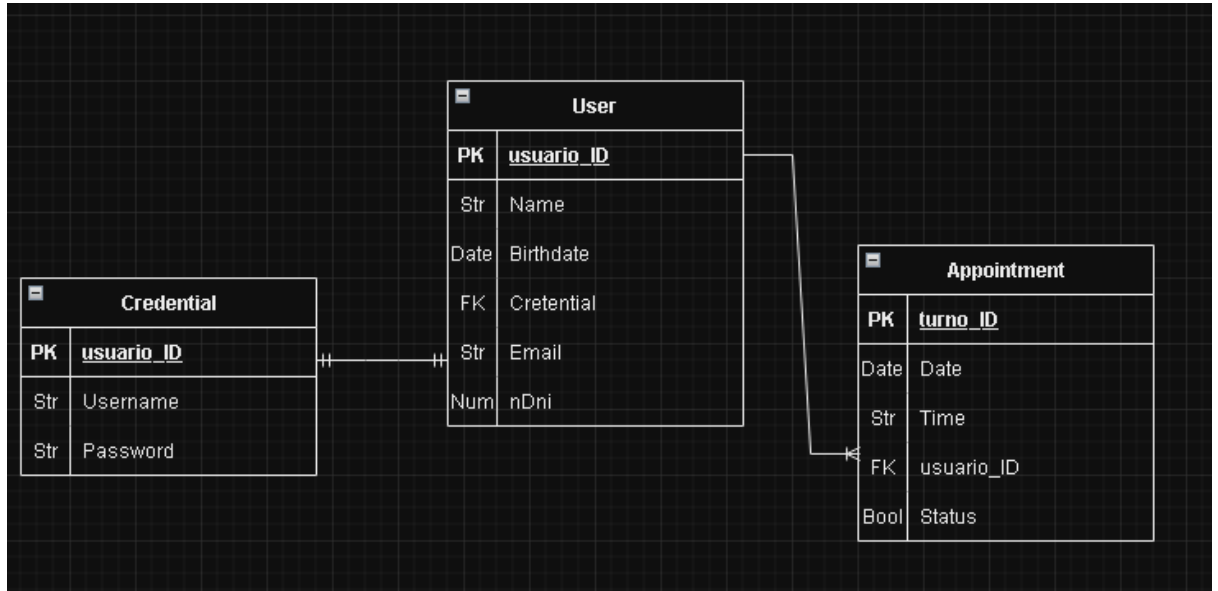 User
PK usuario_ID
Str Name
Date Birthdate
FK Cretential
Str Email
Num nDni
Credential
PK usuario_ID
Str Username
Str Password
Appointment
PK turno_ID
Date Date
Str Time
FK usuario_ID
Bool Status